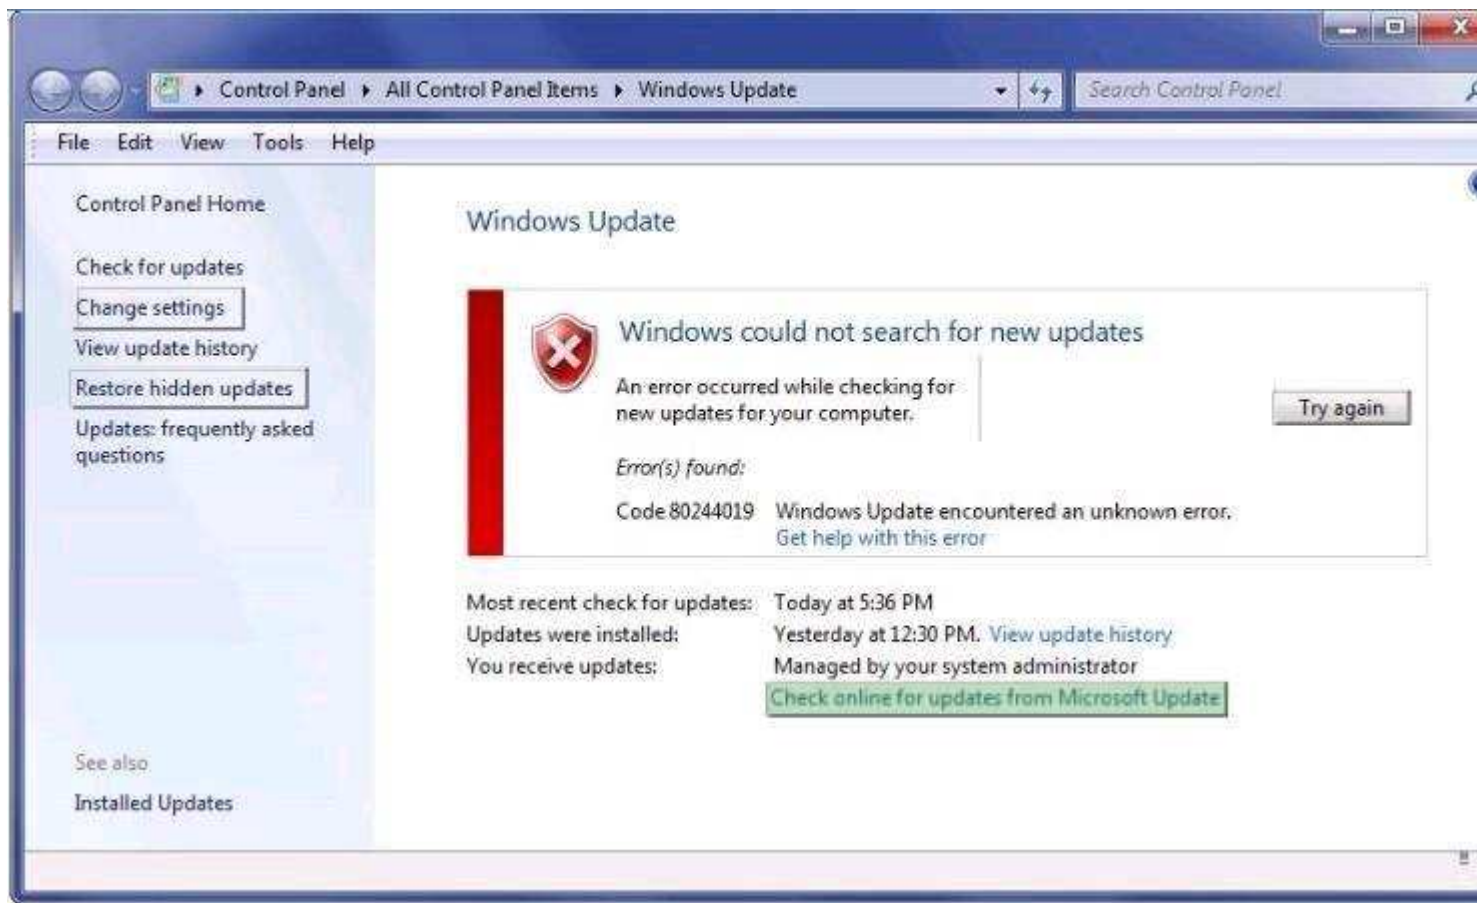 Control Panel ▸ All Control Panel Items ▸ Windows Update
Search Control Panel
File Edit View Tools Help
Control Panel Home
Check for updates
Change settings
View update history
Restore hidden updates
Updates: frequently asked
questions
See also
Installed Updates
Windows Update
Windows could not search for new updates
An error occurred while checking for
new updates for your computer.
Try again
Error(s) found:
Code 80244019 Windows Update encountered an unknown error.
Get help with this error
Most recent check for updates: Today at 5:36 PM
Updates were installed: Yesterday at 12:30 PM. View update history
You receive updates: Managed by your system administrator
Check online for updates from Microsoft Update